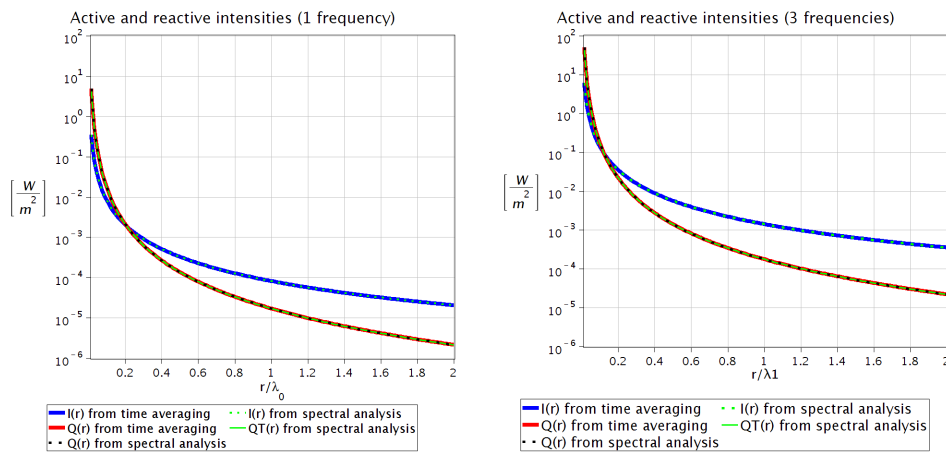 Active and reactive intensities (1 frequency)
10^2
10^1
10^0
10^-1
10^-2
10^-3
10^-4
10^-5
10^-6
[W/m^2]
0.2 0.4 0.6 0.8 1 1.2 1.4 1.6 1.8 2
r/λ_0
I(r) from time averaging I(r) from spectral analysis
Q(r) from time averaging QT(r) from spectral analysis
Q(r) from spectral analysis
Active and reactive intensities (3 frequencies)
10^2
10^1
10^0
10^-1
10^-2
10^-3
10^-4
10^-5
10^-6
[W/m^2]
0.2 0.4 0.6 0.8 1 1.2 1.4 1.6 1.8 2
r/λ1
I(r) from time averaging I(r) from spectral analysis
Q(r) from time averaging QT(r) from spectral analysis
Q(r) from spectral analysis